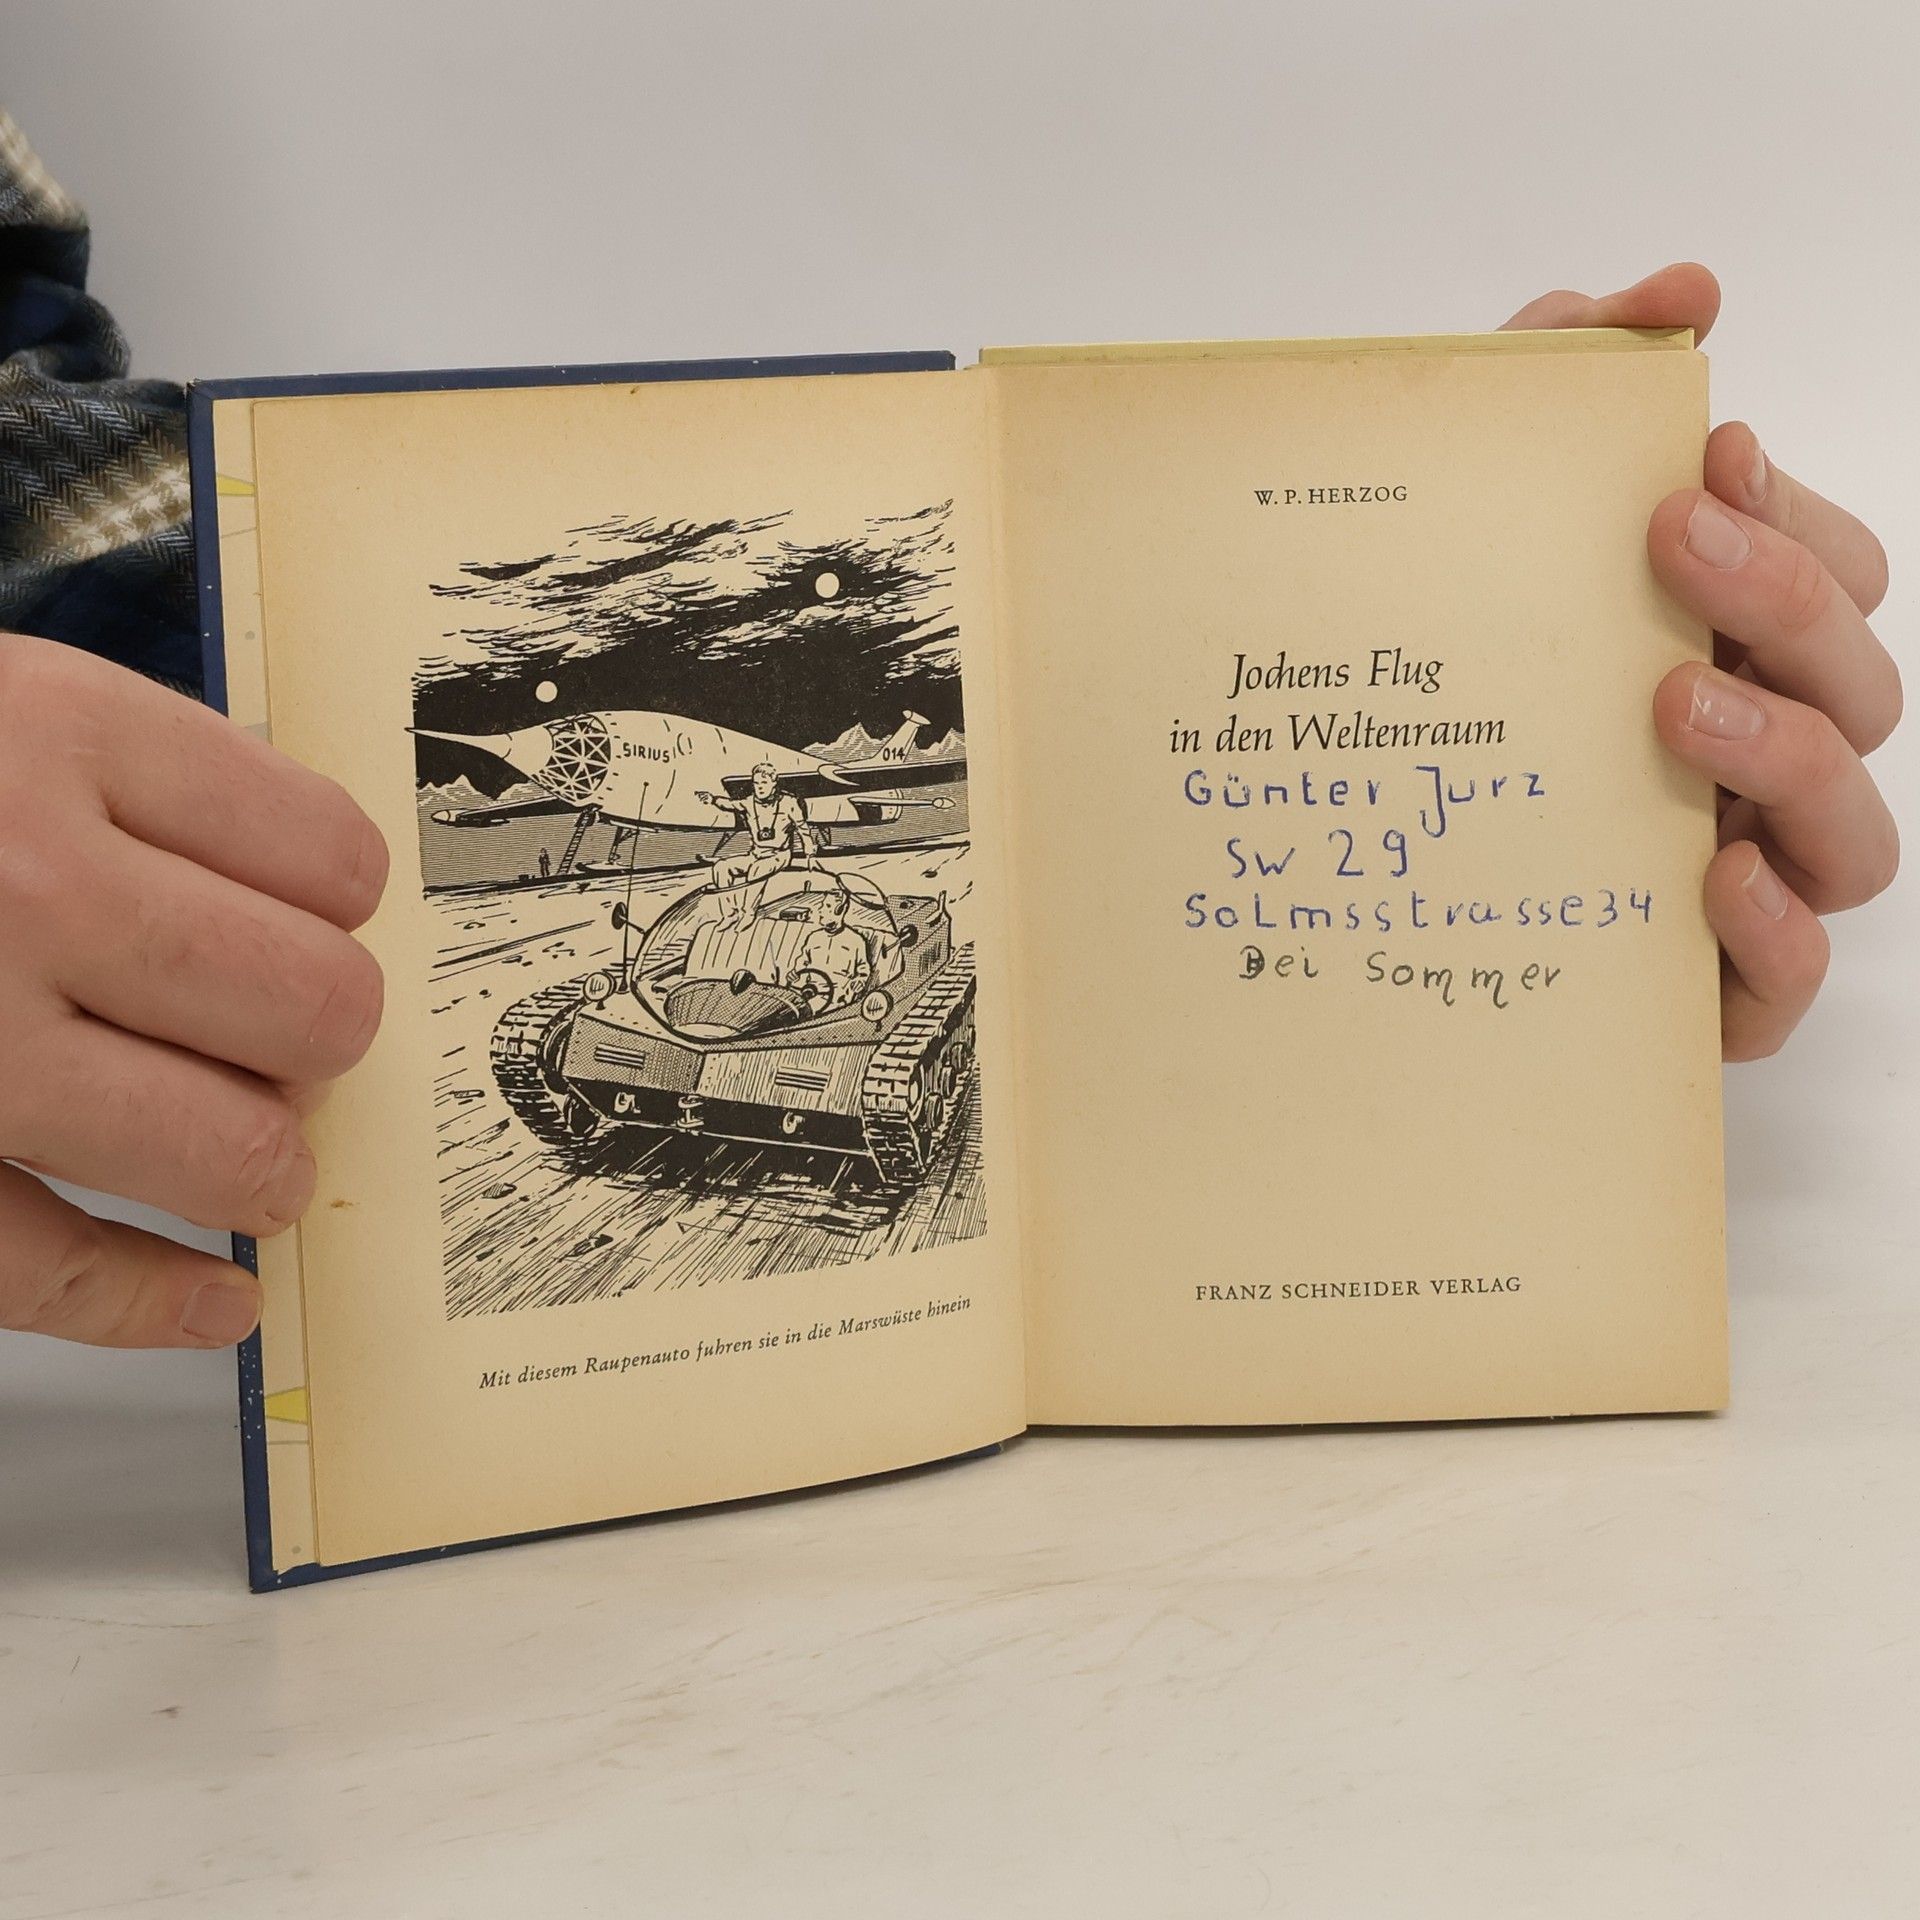 SIRIUS
014
Mit diesem Raupenauto fuhren sie in die Marswüste hinein
W. P. HERZOG
Jochens Flug
in den Weltenraum
Günter Jurz
SW 29
Solmsstrasse 34
Bei Sommer
FRANZ SCHNEIDER VERLAG